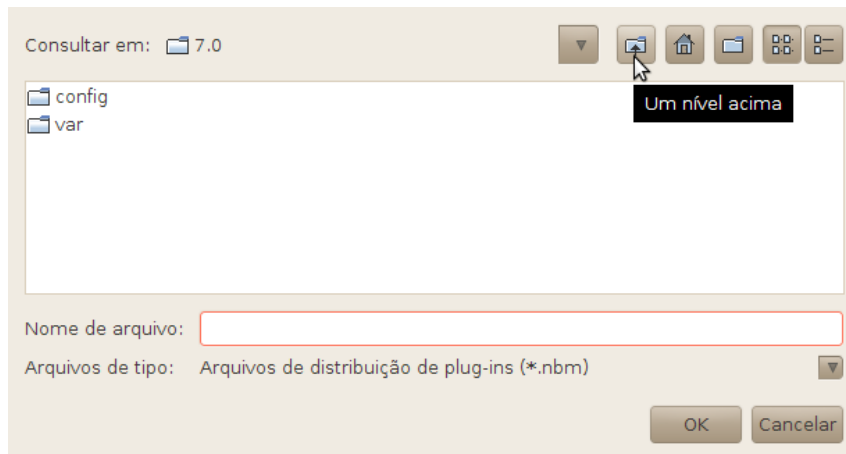 Consultar em: 7.0
config
Um nível acima
var
Nome de arquivo:
Arquivos de tipo: Arquivos de distribuição de plug-ins (*.nbm)
OK Cancelar